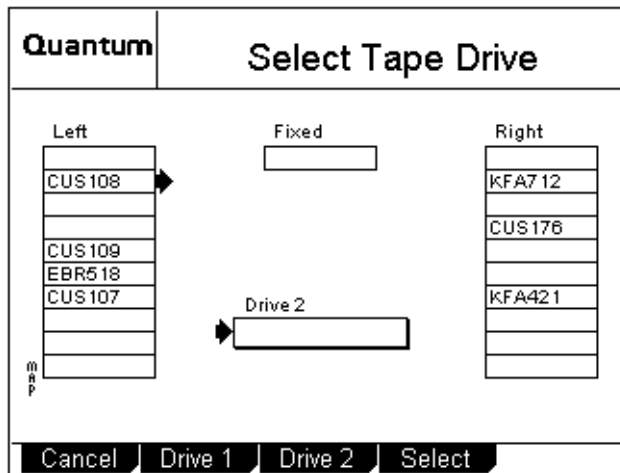 Quantum
Select Tape Drive
Left
Fixed
Right
CUS108
KFA712
CUS176
CUS109
EBR518
CUS107
KFA421
Drive 2
MAP
Cancel
Drive 1
Drive 2
Select